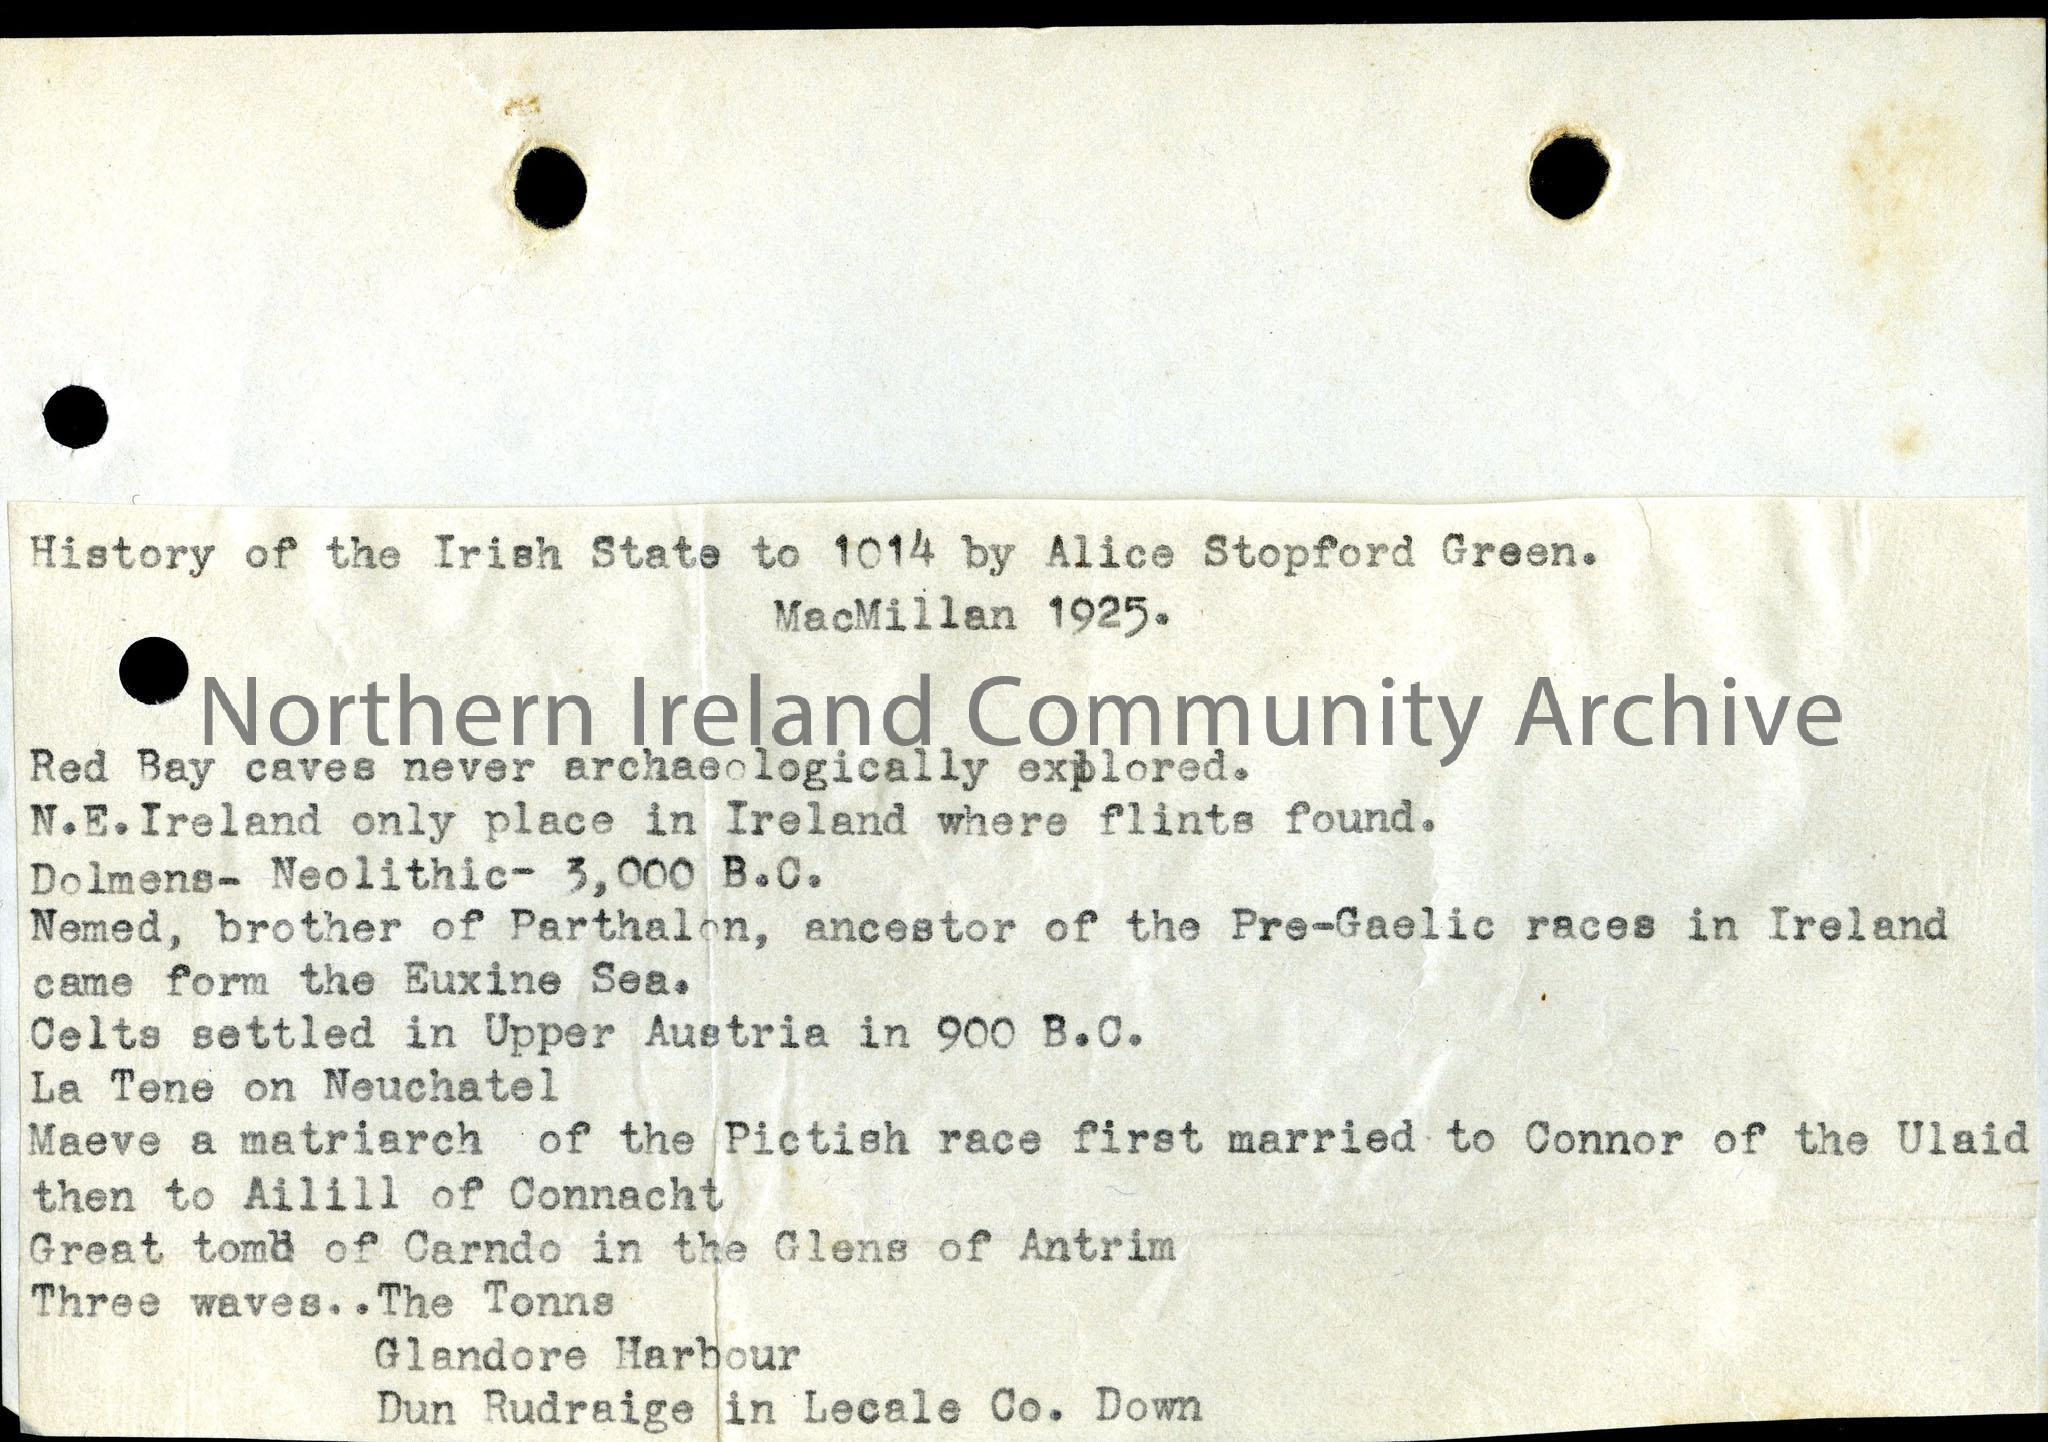 History of the Irish State to 1014 by Alice Stopford Green.
MacMillan 1925.
Northern Ireland Community Archive
Red Bay caves never archaeologically explored.
N.E.Ireland only place in Ireland where flints found.
Dolmens- Neolithic- 3,000 B.C.
Nemed, brother of Parthalon, ancestor of the Pre-Gaelic races in Ireland
came form the Euxine Sea.
Celts settled in Upper Austria in 900 B.C.
La Tene on Neuchatel
Maeve a matriarch of the Pictish race first married to Connor of the Ulaid
then to Ailill of Connacht
Great tomb of Carndo in the Glens of Antrim
Three waves..The Tonns
Glandore Harbour
Dun Rudraige in Lecale Co. Down